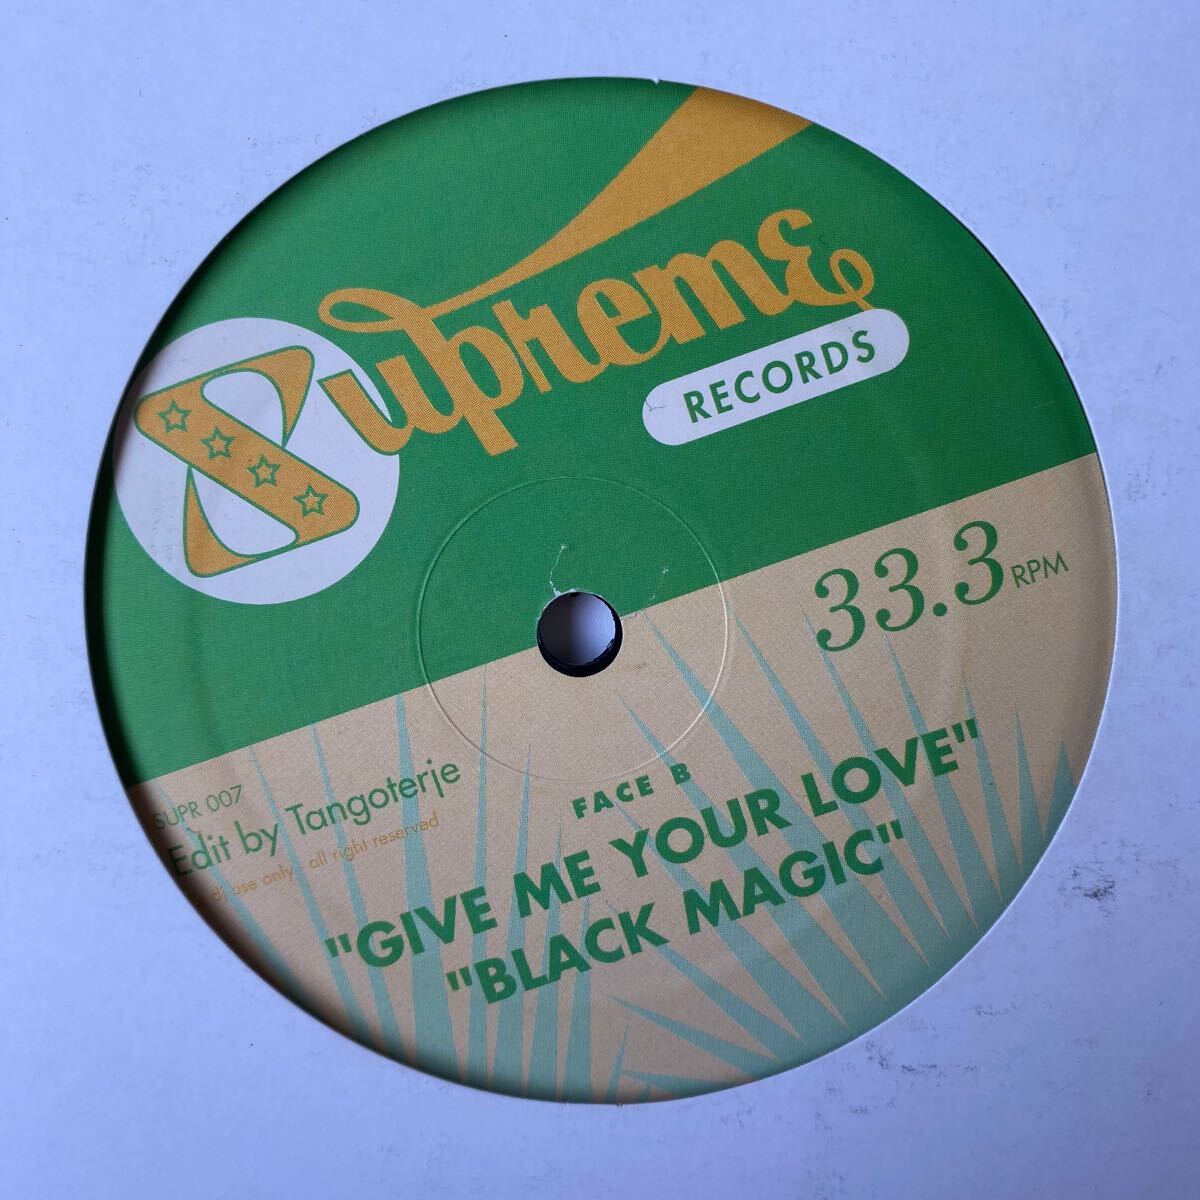 Supreme
RECORDS
33.3 RPM
SUPR 007
Edit by Tangoterje
dj use only - all right reserved
FACE B
"GIVE ME YOUR LOVE"
"BLACK MAGIC"